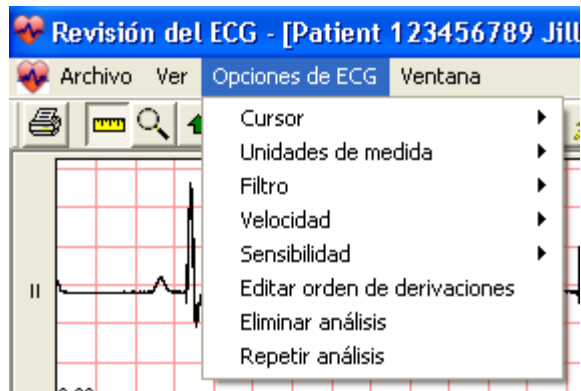 Revisión del ECG - [Patient 123456789 Jill
Archivo Ver Opciones de ECG Ventana
Cursor
Unidades de medida
Filtro
Velocidad
Sensibilidad
Editar orden de derivaciones
Eliminar análisis
Repetir análisis
II